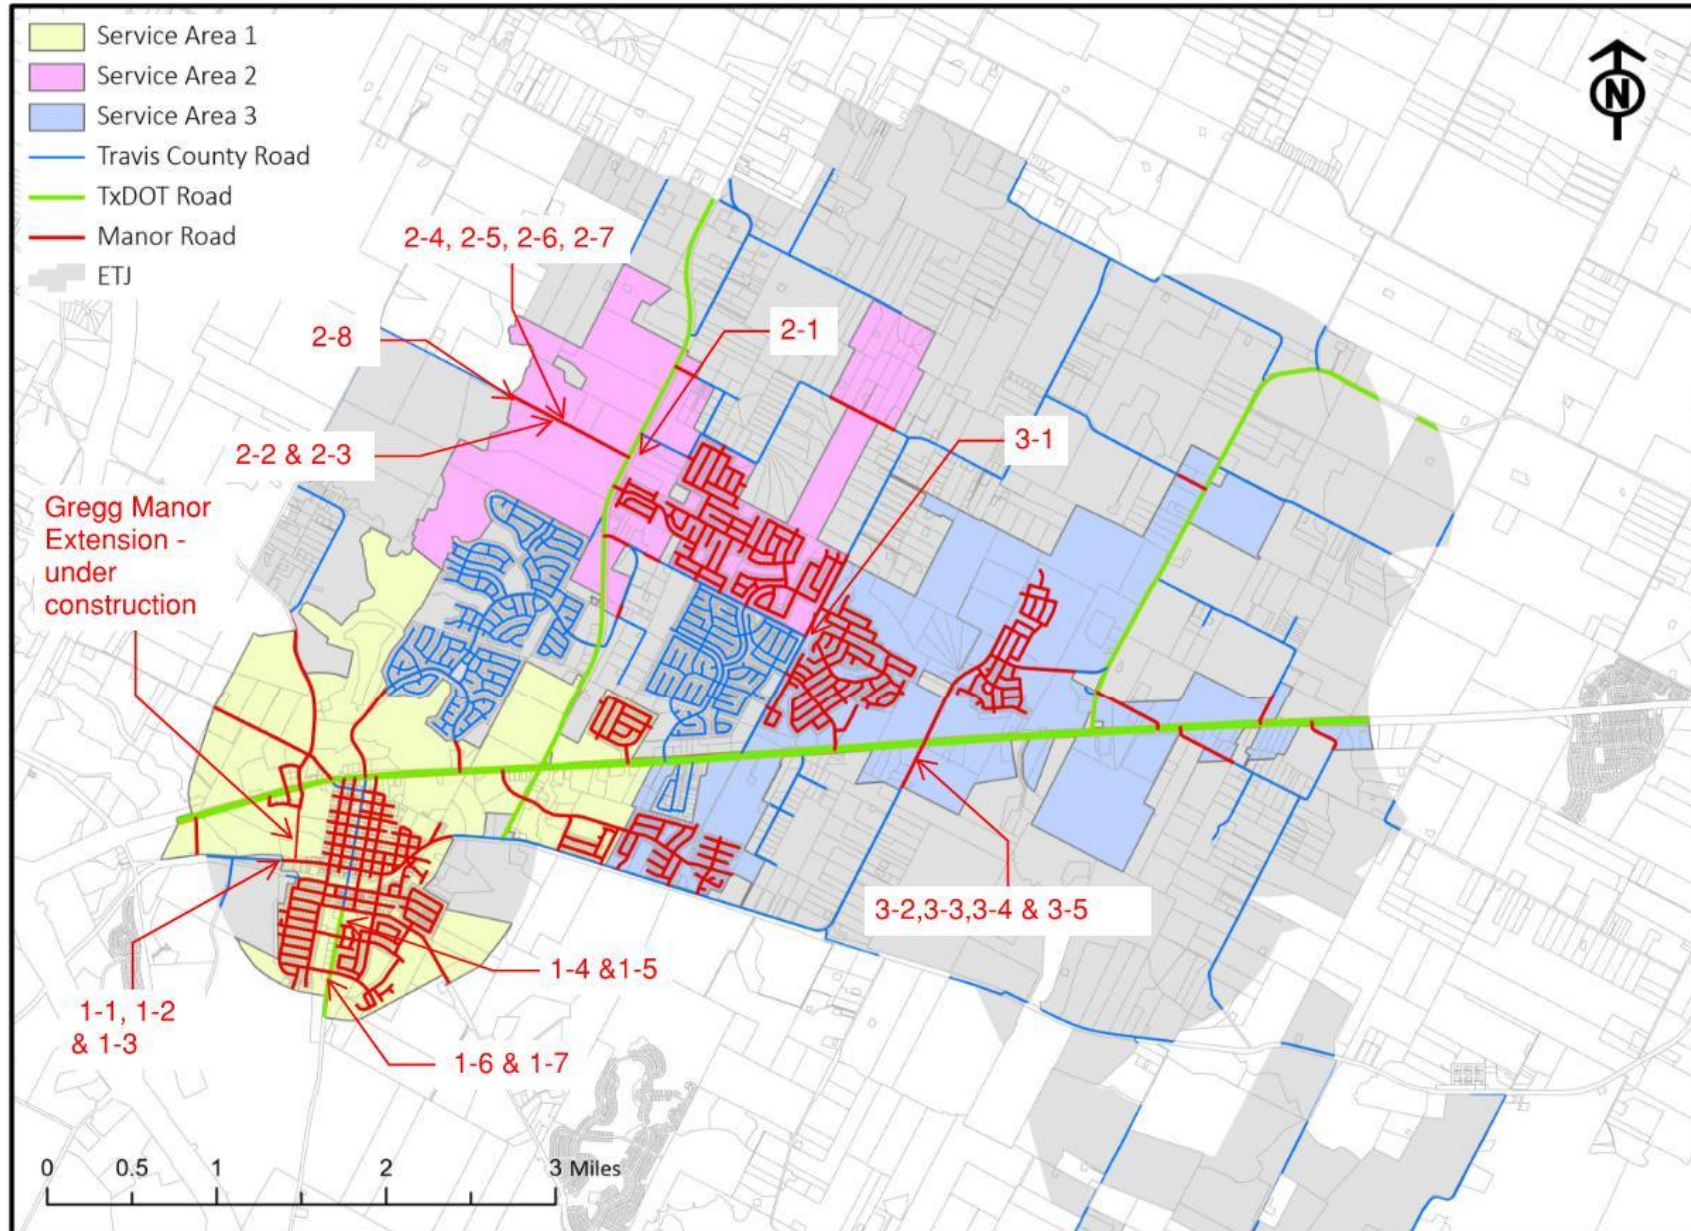 Service Area 1
Service Area 2
Service Area 3
Travis County Road
TxDOT Road
Manor Road
ETJ
N
2-4, 2-5, 2-6, 2-7
2-8
2-1
2-2 & 2-3
3-1
Gregg Manor
Extension -
under
construction
3-2,3-3,3-4 & 3-5
1-4 &1-5
1-1, 1-2
& 1-3
1-6 & 1-7
0 0.5 1 2 3 Miles